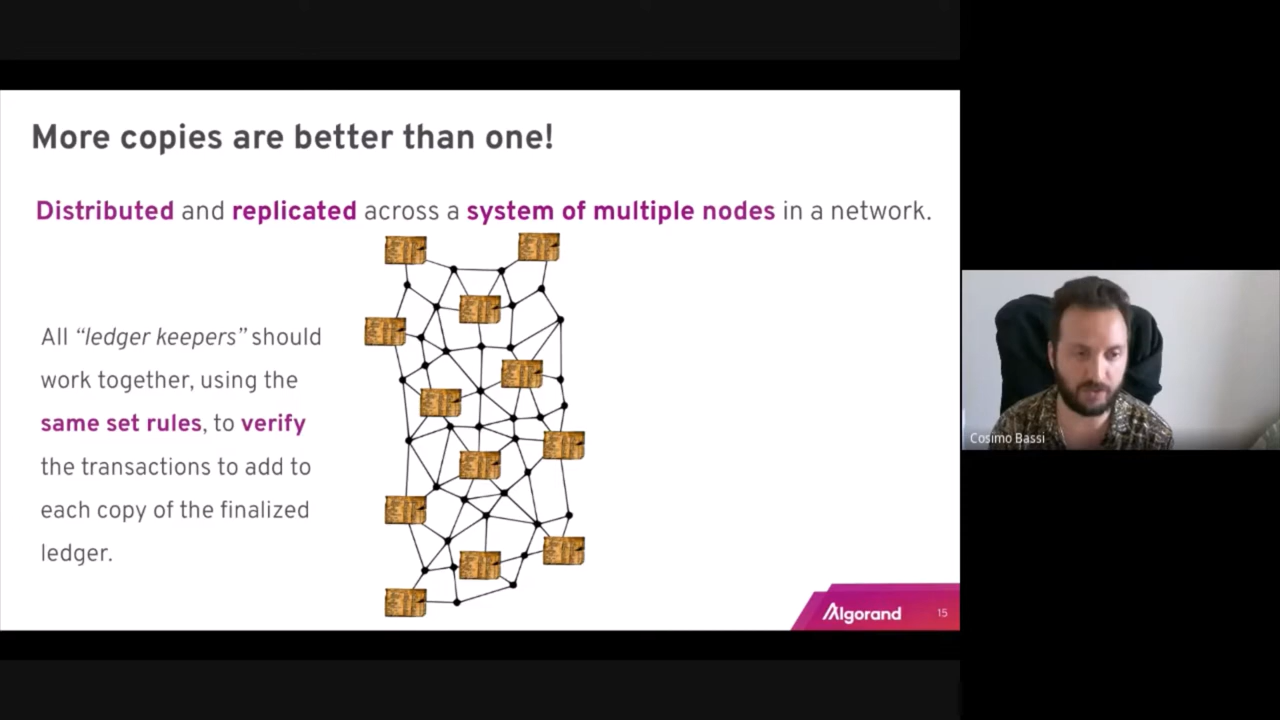 More copies are better than one!
Distributed and replicated across a system of multiple nodes in a network.
All “ledger keepers” should
work together, using the
same set rules, to verify
the transactions to add to
each copy of the finalized
ledger.
Cosimo Bassi
Algorand
15